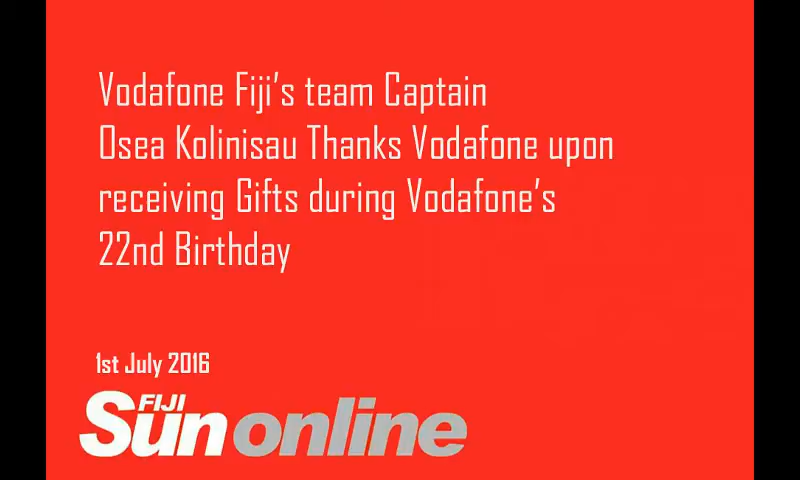 Vodafone Fiji's team Captain
Osea Kolinisau Thanks Vodafone upon
receiving Gifts during Vodafone's
22nd Birthday
1st July 2016
FIJI
Sun online